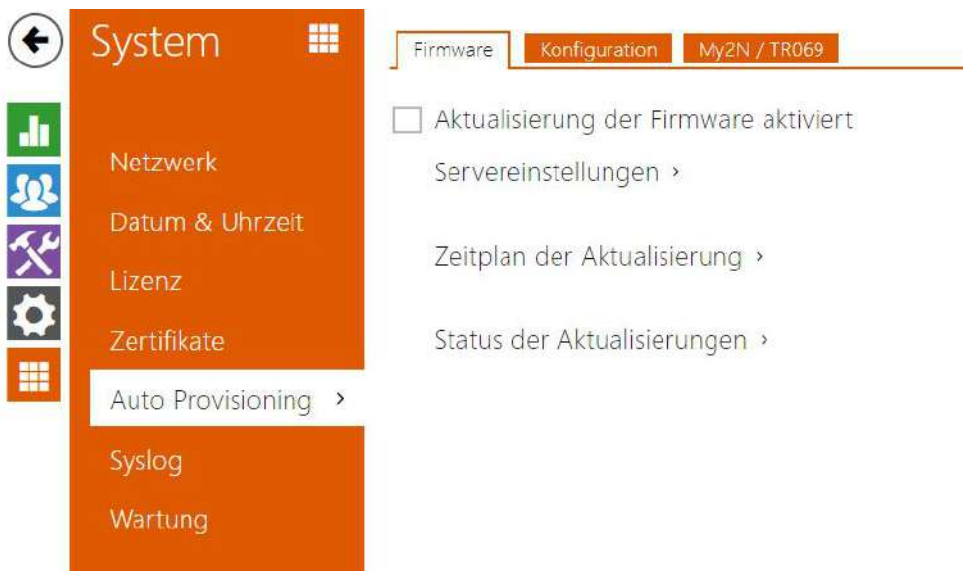 System
Netzwerk
Datum & Uhrzeit
Lizenz
Zertifikate
Auto Provisioning ›
Syslog
Wartung
Firmware Konfiguration My2N / TR069
Aktualisierung der Firmware aktiviert
Servereinstellungen ›
Zeitplan der Aktualisierung ›
Status der Aktualisierungen ›